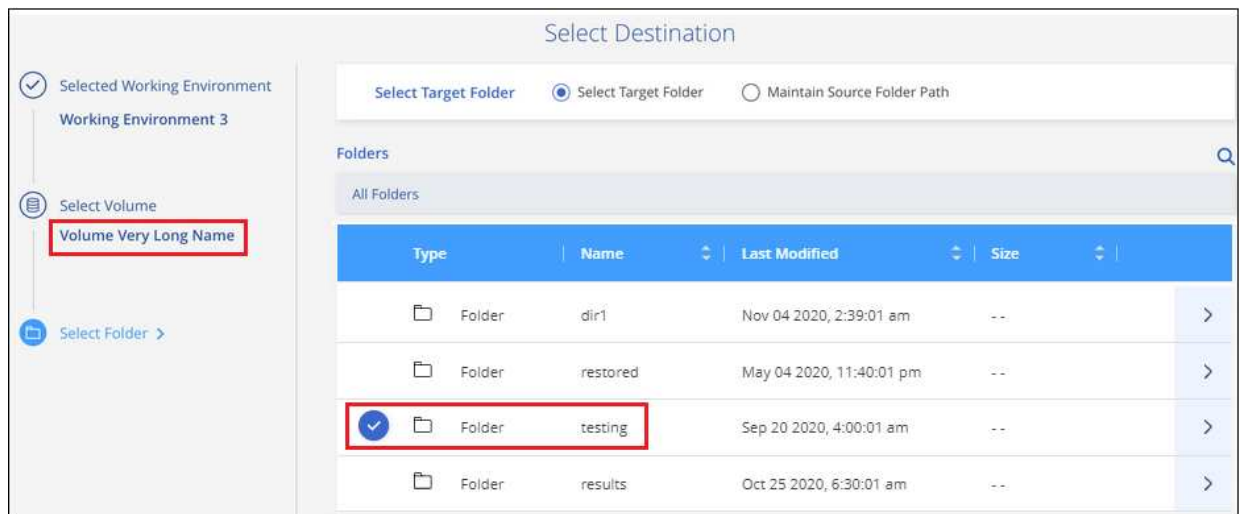 Select Destination
Selected Working Environment
Working Environment 3
Select Volume
Volume Very Long Name
Select Folder >
Select Target Folder Select Target Folder Maintain Source Folder Path
Folders
All Folders
Type Name Last Modified Size
Folder dir1 Nov 04 2020, 2:39:01 am --
Folder restored May 04 2020, 11:40:01 pm --
Folder testing Sep 20 2020, 4:00:01 am --
Folder results Oct 25 2020, 6:30:01 am --